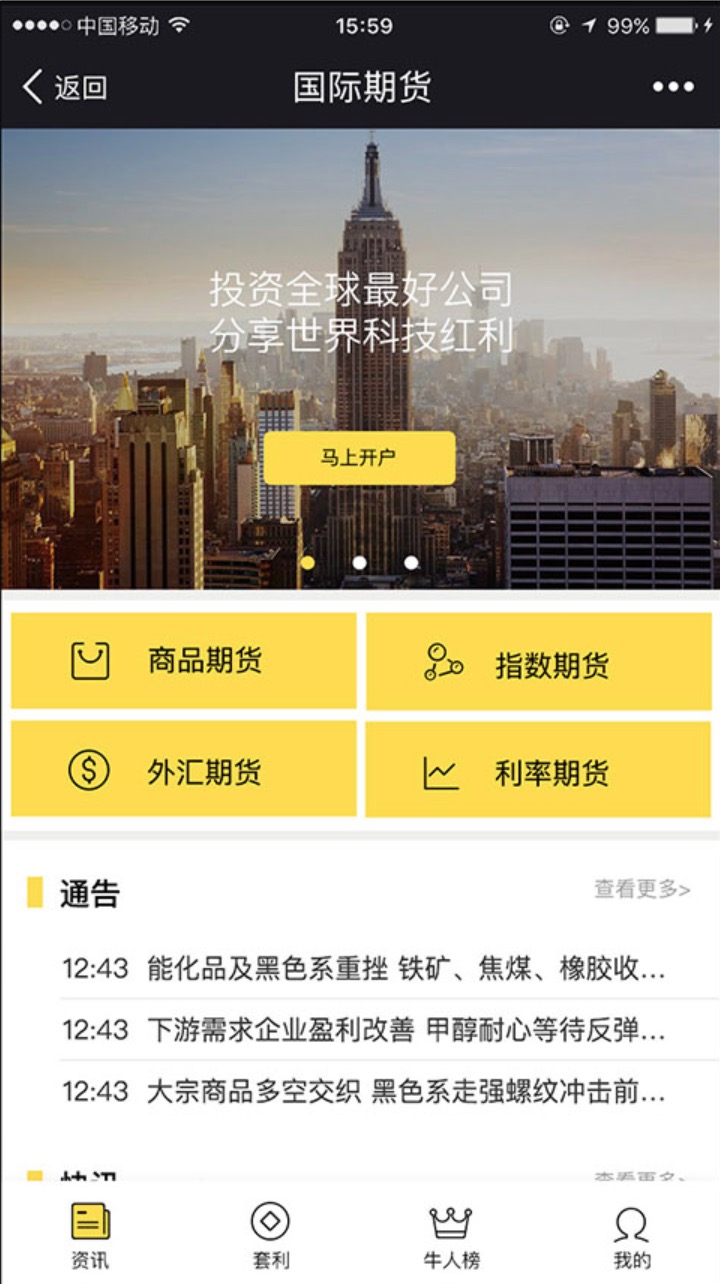 中国移动 15:59 99%
返回 国际期货
投资全球最好公司
分享世界科技红利
马上开户
商品期货 指数期货
外汇期货 利率期货
通告 查看更多>
12:43 能化品及黑色系重挫 铁矿、焦煤、橡胶收...
12:43 下游需求企业盈利改善 甲醇耐心等待反弹...
12:43 大宗商品多空交织 黑色系走强螺纹冲击前...
快讯 查看更多>
资讯 套利 牛人榜 我的